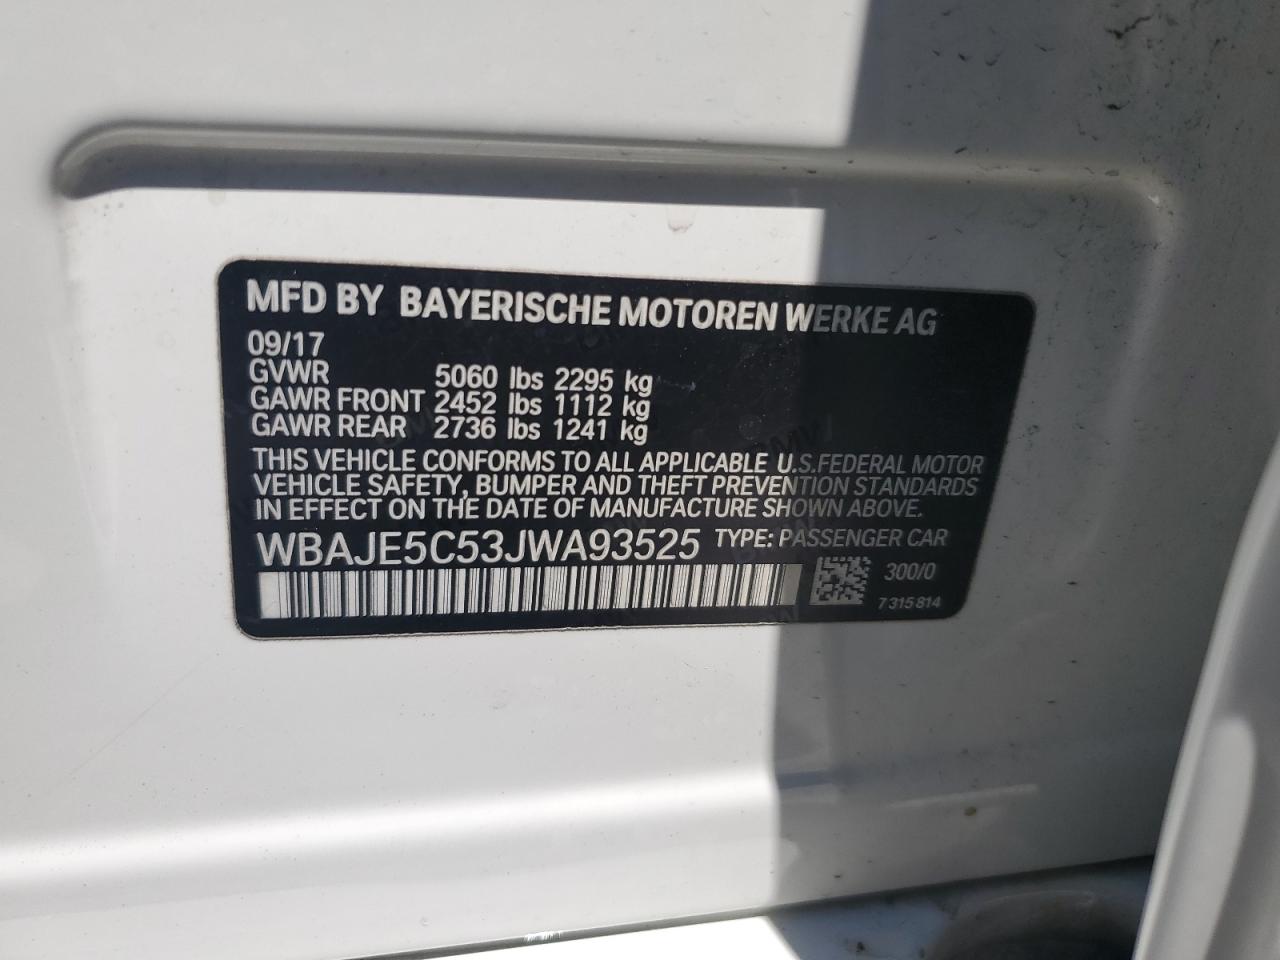 MFD BY BAYERISCHE MOTOREN WERKE AG
09/17
GVWR 5060 lbs 2295 kg
GAWR FRONT 2452 lbs 1112 kg
GAWR REAR 2736 lbs 1241 kg
THIS VEHICLE CONFORMS TO ALL APPLICABLE U.S.FEDERAL MOTOR
VEHICLE SAFETY, BUMPER AND THEFT PREVENTION STANDARDS
IN EFFECT ON THE DATE OF MANUFACTURE SHOWN ABOVE.
WBAJE5C53JWA93525 TYPE: PASSENGER CAR
300/0
7 315 814